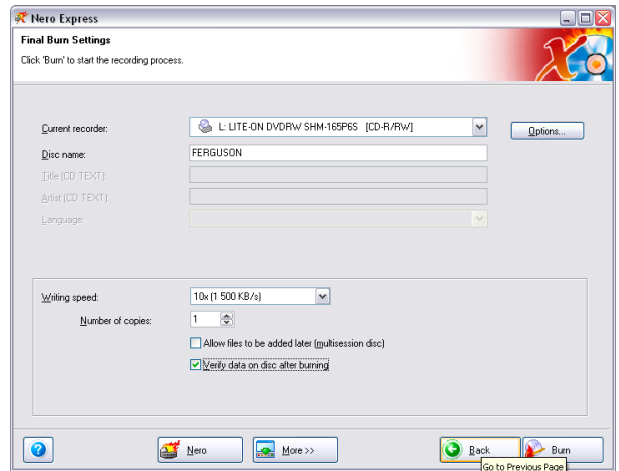 Nero Express
Final Burn Settings
Click 'Burn' to start the recording process.
Current recorder: L: LITE-ON DVDRW SHM-165P6S [CD-R/RW] Options...
Disc name: FERGUSON
Title (CD TEXT):
Artist (CD TEXT):
Language:
Writing speed: 10x (1 500 KB/s)
Number of copies: 1
Allow files to be added later (multisession disc)
Verify data on disc after burning
Nero More >> Back Burn
Go to Previous Page